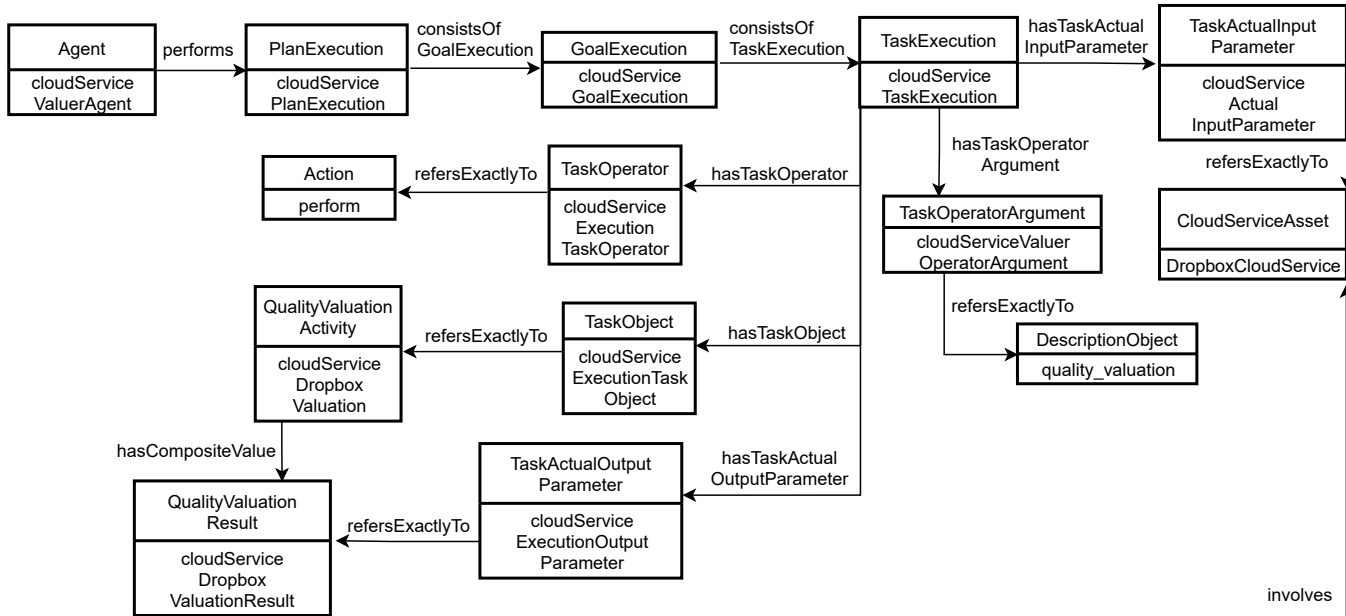 Agent
cloudService
ValuerAgent
performs
PlanExecution
cloudService
PlanExecution
consistsOf
GoalExecution
GoalExecution
cloudService
GoalExecution
consistsOf
TaskExecution
TaskExecution
cloudService
TaskExecution
hasTaskActual
InputParameter
TaskActualInput
Parameter
cloudService
Actual
InputParameter
hasTaskOperator
Argument
refersExactlyTo
Action
perform
refersExactlyTo
TaskOperator
cloudService
Execution
TaskOperator
hasTaskOperator
TaskOperatorArgument
cloudServiceValuer
OperatorArgument
CloudServiceAsset
DropboxCloudService
QualityValuation
Activity
cloudService
Dropbox
Valuation
refersExactlyTo
TaskObject
cloudService
ExecutionTask
Object
hasTaskObject
refersExactlyTo
DescriptionObject
quality_valuation
hasCompositeValue
QualityValuation
Result
cloudService
Dropbox
ValuationResult
refersExactlyTo
TaskActualOutput
Parameter
cloudService
ExecutionOutput
Parameter
hasTaskActual
OutputParameter
involves